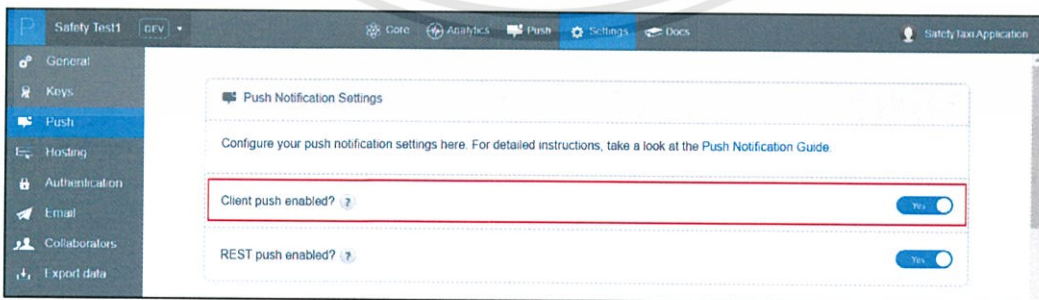 P Safety Test1 DEV Core Analytics Push Settings Docs Safety Taxi Application
General
Keys
Push
Hosting
Authentication
Email
Collaborators
Export data
Push Notification Settings
Configure your push notification settings here. For detailed instructions, take a look at the Push Notification Guide.
Client push enabled? ? Yes
REST push enabled? ? Yes